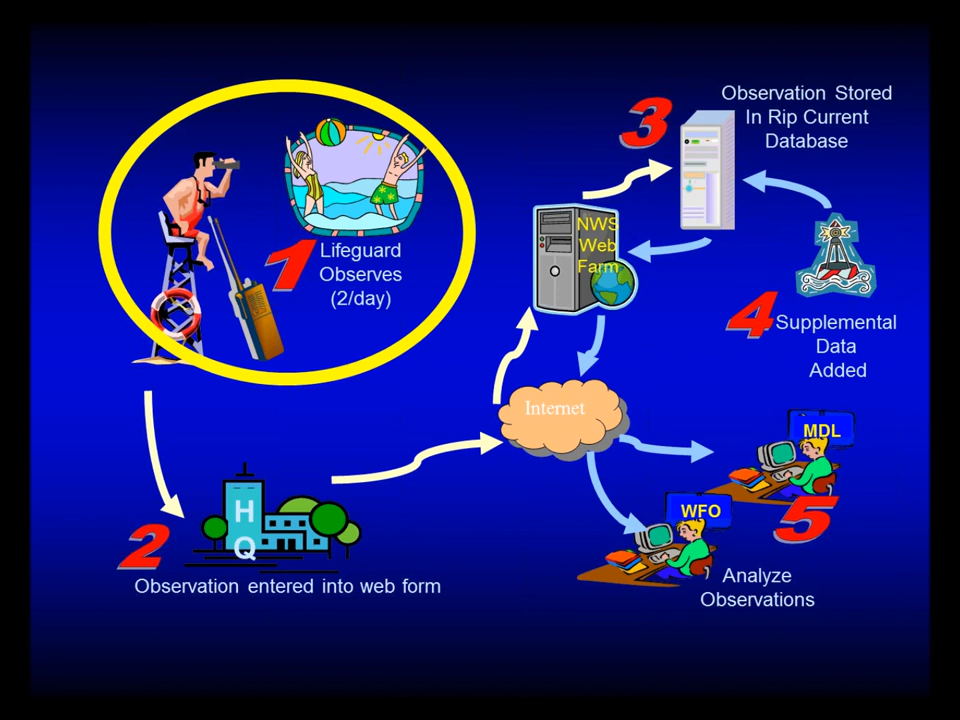 1
Lifeguard
Observes
(2/day)
2
H
Q
Observation entered into web form
3
Observation Stored
In Rip Current
Database
NWS
Web
Farm
4
Supplemental
Data
Added
Internet
MDL
WFO
5
Analyze
Observations